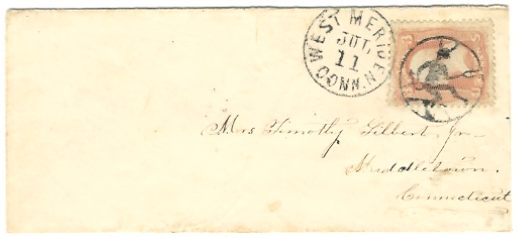 WEST MERIDEN
JUL
11
CONN.
Mrs Timothy Gilbert, Jr.
Middletown.
Connecticut